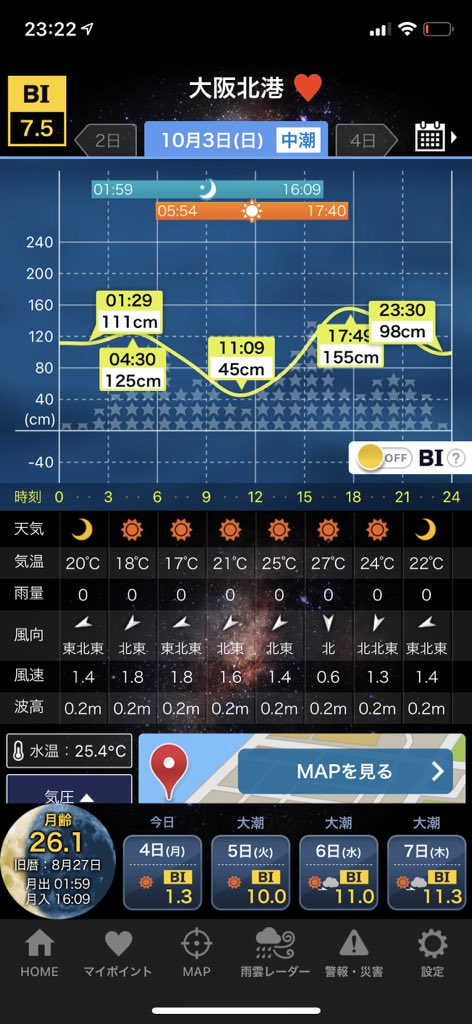 23:22
大阪北港
BI
7.5
2日
10月3日(日) 中潮
4日
01:59 16:09
05:54 17:40
240
200
160
120
80
40
(cm)
-40
01:29
111cm
04:30
125cm
11:09
45cm
17:49
155cm
23:30
98cm
OFF BI ?
時刻 0 3 6 9 12 15 18 21 24
天気
気温 20℃ 18℃ 17℃ 21℃ 25℃ 27℃ 24℃ 22℃
雨量 0 0 0 0 0 0 0 0
風向 東北東 北東 東北東 北東 北東 北 北北東 東北東
風速 1.4 1.8 1.8 1.6 1.4 0.6 1.3 1.4
波高 0.2m 0.2m 0.2m 0.2m 0.2m 0.2m 0.2m 0.2m
水温：25.4℃
MAPを見る
気圧
月齢
26.1
旧暦：8月27日
月出 01:59
月入 16:09
今日 大潮 大潮 大潮
4日(月) 5日(火) 6日(水) 7日(木)
BI BI BI BI
1.3 10.0 11.0 11.3
HOME マイポイント MAP 雨雲レーダー 警報・災害 設定